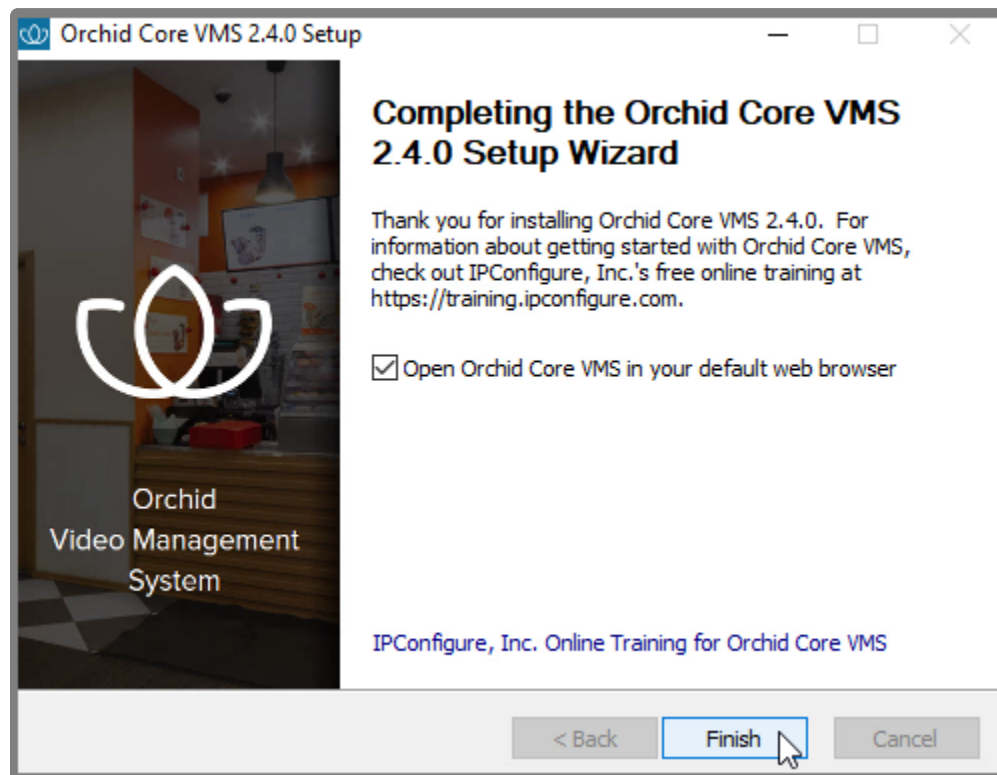 Orchid Core VMS 2.4.0 Setup
Completing the Orchid Core VMS
2.4.0 Setup Wizard
Thank you for installing Orchid Core VMS 2.4.0.  For
information about getting started with Orchid Core VMS,
check out IPConfigure, Inc.'s free online training at
https://training.ipconfigure.com.
Open Orchid Core VMS in your default web browser
Orchid
Video Management
System
IPConfigure, Inc. Online Training for Orchid Core VMS
< Back
Finish
Cancel